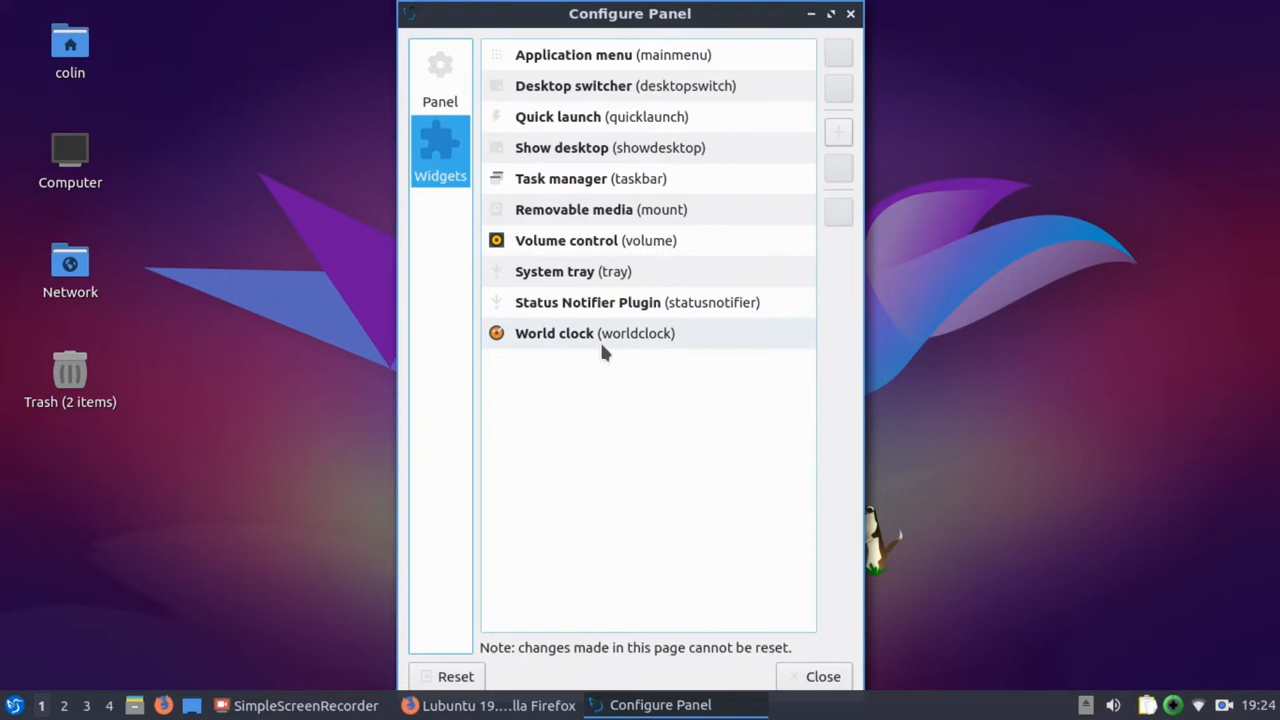 Configure Panel
colin
Computer
Network
Trash (2 items)
Panel
Widgets
Application menu (mainmenu)
Desktop switcher (desktopswitch)
Quick launch (quicklaunch)
Show desktop (showdesktop)
Task manager (taskbar)
Removable media (mount)
Volume control (volume)
System tray (tray)
Status Notifier Plugin (statusnotifier)
World clock (worldclock)
Note: changes made in this page cannot be reset.
Reset
Close
1 2 3 4 SimpleScreenRecorder Lubuntu 19....lla Firefox Configure Panel 19:24